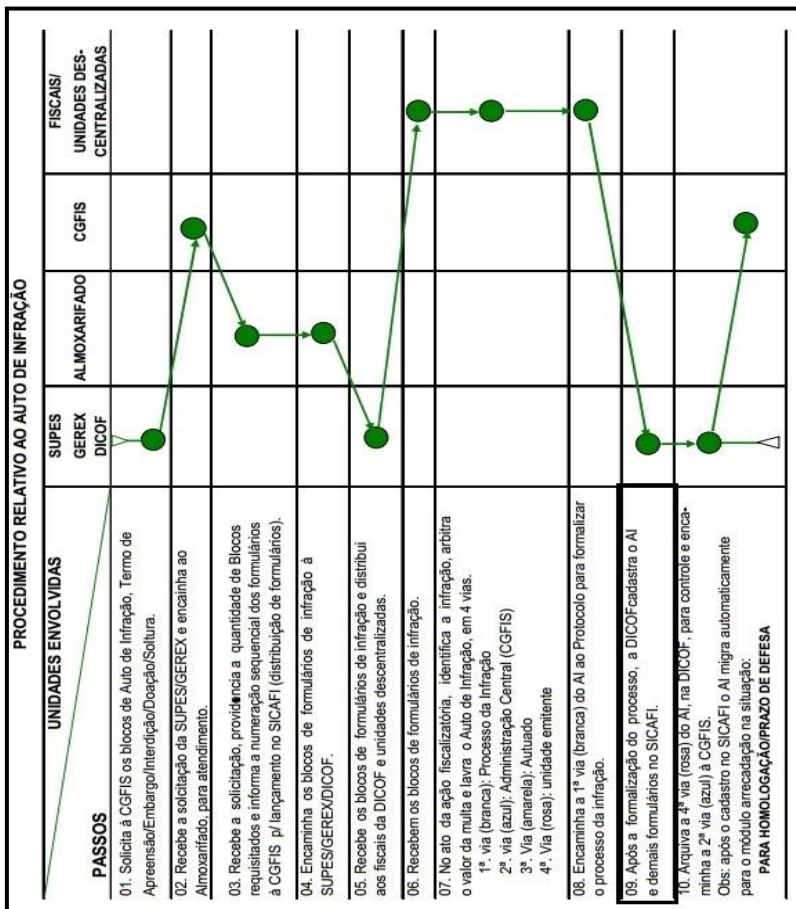 PROCEDIMENTO RELATIVO AO AUTO DE INFRAÇÃO
UNIDADES ENVOLVIDAS
PASSOS
SUPES
GEREX
DICOF
ALMOXARIFADO
CGFIS
FISCAIS/
UNIDADES DES-
CENTRALIZADAS
01. Solicita à CGFIS os blocos de Auto de Infração, Termo de
Apreensão/Embargo/Interdição/Doação/Soltura.
02. Recebe a solicitação da SUPES/GEREX e encainha ao
Almoxarifado, para atendimento.
03. Recebe a solicitação, providencia a quantidade de Blocos
requisitados e informa a numeração sequencial dos formulários
à CGFIS p/ lançamento no SICAFI (distribuição de formulários).
04. Encaminha os blocos de formulários de infração à
SUPES/GEREX/DICOF.
05. Recebe os blocos de formulários de infração e distribui
aos fiscais da DICOF e unidades descentralizadas.
06. Recebem os blocos de formulários de infração.
07. No ato da ação fiscalizatória, identifica a infração, arbitra
o valor da multa e lavra o Auto de Infração, em 4 vias.
1ª. via (branca): Processo da Infração
2ª. via (azul): Administração Central (CGFIS)
3ª. Via (amarela): Autuado
4ª. Via (rosa): unidade emitente
08. Encaminha a 1ª via (branca) do AI ao Protocolo para formalizar
o processo da infração.
09. Após a formalização do processo, a DICOFcadastra o AI
e demais formulários no SICAFI.
10. Arquiva a 4ª via (rosa) do AI, na DICOF, para controle e enca-
minha a 2ª via (azul) à CGFIS.
Obs: após o cadastro no SICAFI o AI migra automaticamente
para o módulo arrecadação na situação:
PARA HOMOLOGAÇÃO/PRAZO DE DEFESA